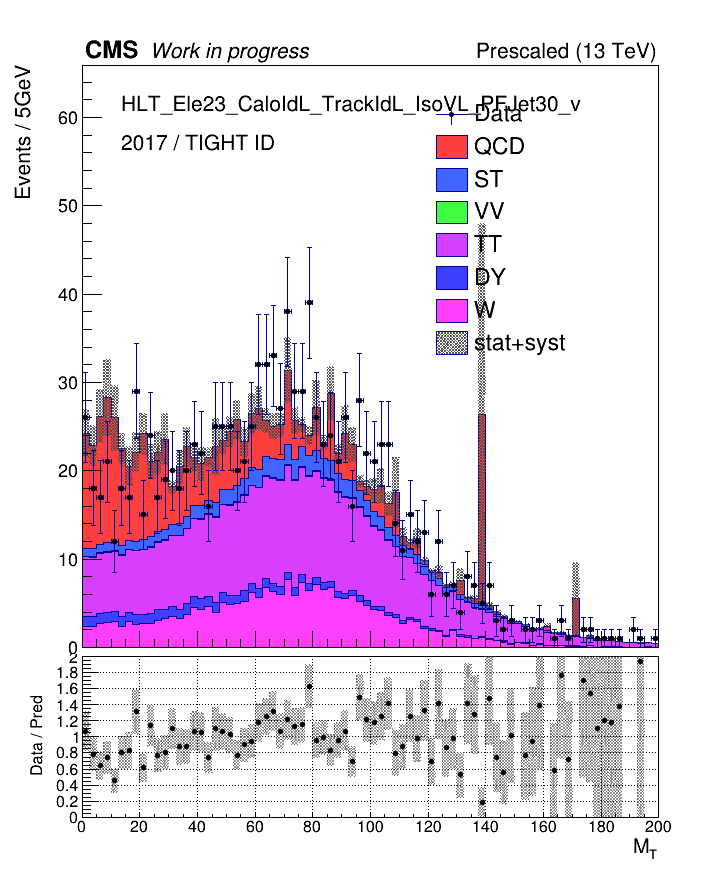 CMS Work in progress Prescaled (13 TeV)
Events / 5GeV
HLT_Ele23_CaloIdL_TrackIdL_IsoVL_PFJet30_v
2017 / TIGHT ID
Data
QCD
ST
VV
TT
DY
W
stat+syst
60
50
40
30
20
10
0
Data / Pred
2
1.8
1.6
1.4
1.2
1
0.8
0.6
0.4
0.2
0
0 20 40 60 80 100 120 140 160 180 200
M_T